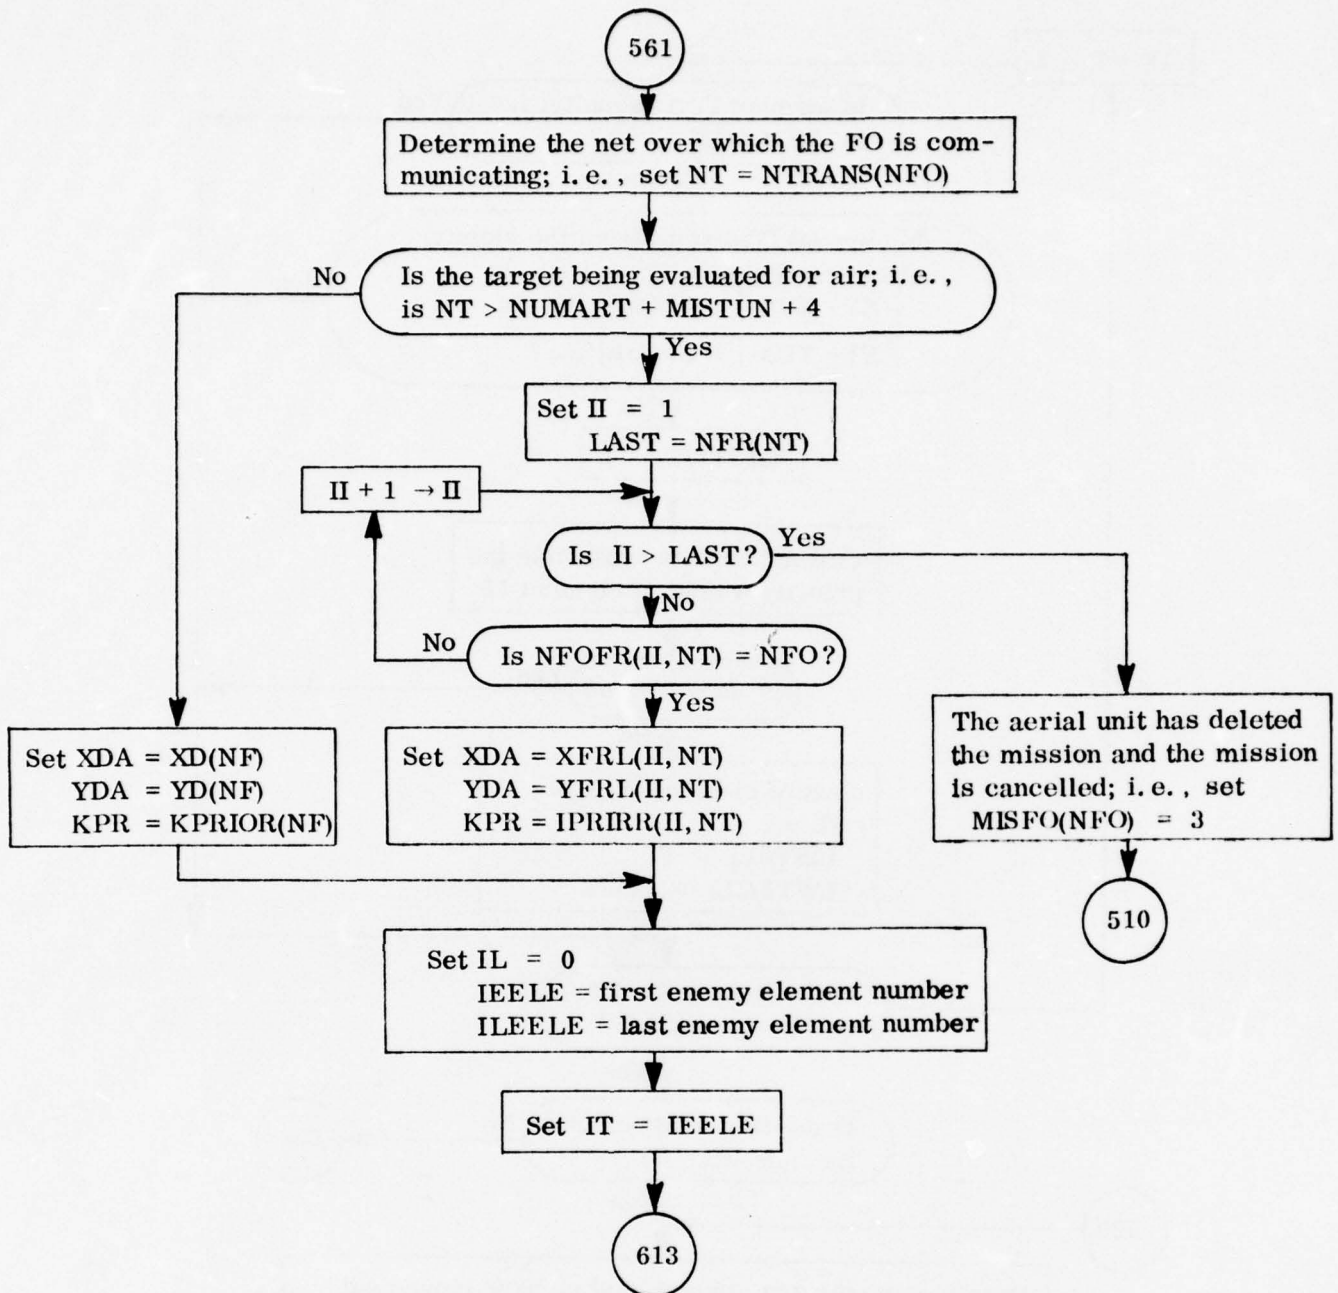 561
Determine the net over which the FO is com-
municating; i.e., set NT = NTRANS(NFO)
No
Is the target being evaluated for air; i.e.,
is NT > NUMART + MISTUN + 4
Yes
Set II = 1
LAST = NFR(NT)
II + 1 → II
Is II > LAST?
Yes
No
No
Is NFOFR(II, NT) = NFO?
Yes
Set XDA = XD(NF)
YDA = YD(NF)
KPR = KPRIOR(NF)
Set XDA = XFRL(II, NT)
YDA = YFRL(II, NT)
KPR = IPRIRR(II, NT)
The aerial unit has deleted
the mission and the mission
is cancelled; i.e., set
MISFO(NFO) = 3
510
Set IL = 0
IEELE = first enemy element number
ILEELE = last enemy element number
Set IT = IEELE
613